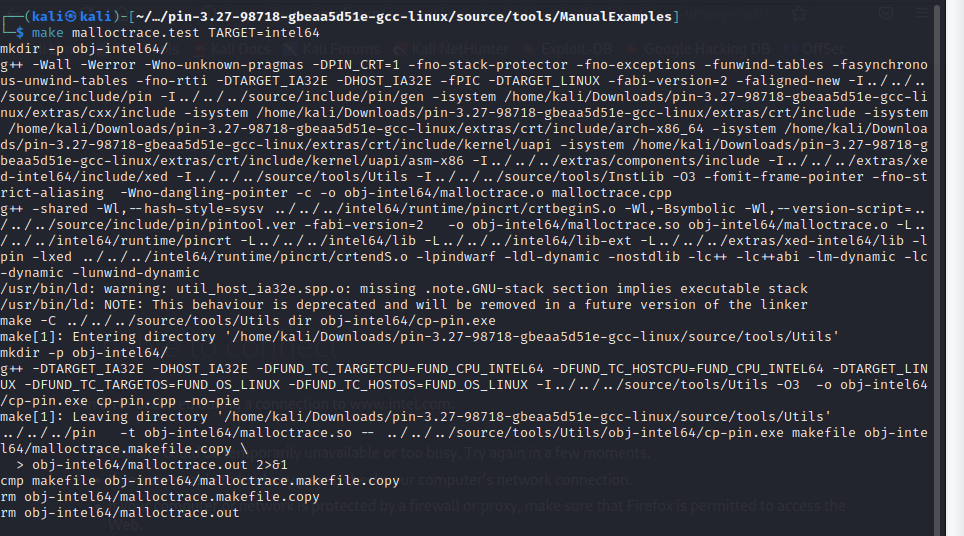 ┌──(kali㉿kali)-[~/…/pin-3.27-98718-gbeaa5d51e-gcc-linux/source/tools/ManualExamples]
└─$ make malloctrace.test TARGET=intel64
mkdir -p obj-intel64/
g++ -Wall -Werror -Wno-unknown-pragmas -DPIN_CRT=1 -fno-stack-protector -fno-exceptions -funwind-tables -fasynchrono
us-unwind-tables -fno-rtti -DTARGET_IA32E -DHOST_IA32E -fPIC -DTARGET_LINUX -fabi-version=2 -faligned-new -I../../..
/source/include/pin -I../../../source/include/pin/gen -isystem /home/kali/Downloads/pin-3.27-98718-gbeaa5d51e-gcc-li
nux/extras/cxx/include -isystem /home/kali/Downloads/pin-3.27-98718-gbeaa5d51e-gcc-linux/extras/crt/include -isystem
 /home/kali/Downloads/pin-3.27-98718-gbeaa5d51e-gcc-linux/extras/crt/include/arch-x86_64 -isystem /home/kali/Downloa
ds/pin-3.27-98718-gbeaa5d51e-gcc-linux/extras/crt/include/kernel/uapi -isystem /home/kali/Downloads/pin-3.27-98718-g
beaa5d51e-gcc-linux/extras/crt/include/kernel/uapi/asm-x86 -I../../../extras/components/include -I../../../extras/xe
d-intel64/include/xed -I../../../source/tools/Utils -I../../../source/tools/InstLib -O3 -fomit-frame-pointer -fno-st
rict-aliasing  -Wno-dangling-pointer -c -o obj-intel64/malloctrace.o malloctrace.cpp
g++ -shared -Wl,--hash-style=sysv ../../../intel64/runtime/pincrt/crtbeginS.o -Wl,-Bsymbolic -Wl,--version-script=..
/../../source/include/pin/pintool.ver -fabi-version=2   -o obj-intel64/malloctrace.so obj-intel64/malloctrace.o -L..
/../../intel64/runtime/pincrt -L../../../intel64/lib -L../../../intel64/lib-ext -L../../../extras/xed-intel64/lib -l
pin -lxed ../../../intel64/runtime/pincrt/crtendS.o -lpindwarf -ldl-dynamic -nostdlib -lc++ -lc++abi -lm-dynamic -lc
-dynamic -lunwind-dynamic
/usr/bin/ld: warning: util_host_ia32e.spp.o: missing .note.GNU-stack section implies executable stack
/usr/bin/ld: NOTE: This behaviour is deprecated and will be removed in a future version of the linker
make -C ../../../source/tools/Utils dir obj-intel64/cp-pin.exe
make[1]: Entering directory '/home/kali/Downloads/pin-3.27-98718-gbeaa5d51e-gcc-linux/source/tools/Utils'
mkdir -p obj-intel64/
g++ -DTARGET_IA32E -DHOST_IA32E -DFUND_TC_TARGETCPU=FUND_CPU_INTEL64 -DFUND_TC_HOSTCPU=FUND_CPU_INTEL64 -DTARGET_LIN
UX -DFUND_TC_TARGETOS=FUND_OS_LINUX -DFUND_TC_HOSTOS=FUND_OS_LINUX -I../../../source/tools/Utils -O3  -o obj-intel64
/cp-pin.exe cp-pin.cpp -no-pie
make[1]: Leaving directory '/home/kali/Downloads/pin-3.27-98718-gbeaa5d51e-gcc-linux/source/tools/Utils'
../../../pin   -t obj-intel64/malloctrace.so -- ../../../source/tools/Utils/obj-intel64/cp-pin.exe makefile obj-inte
l64/malloctrace.makefile.copy \
  > obj-intel64/malloctrace.out 2>&1
cmp makefile obj-intel64/malloctrace.makefile.copy
rm obj-intel64/malloctrace.makefile.copy
rm obj-intel64/malloctrace.out